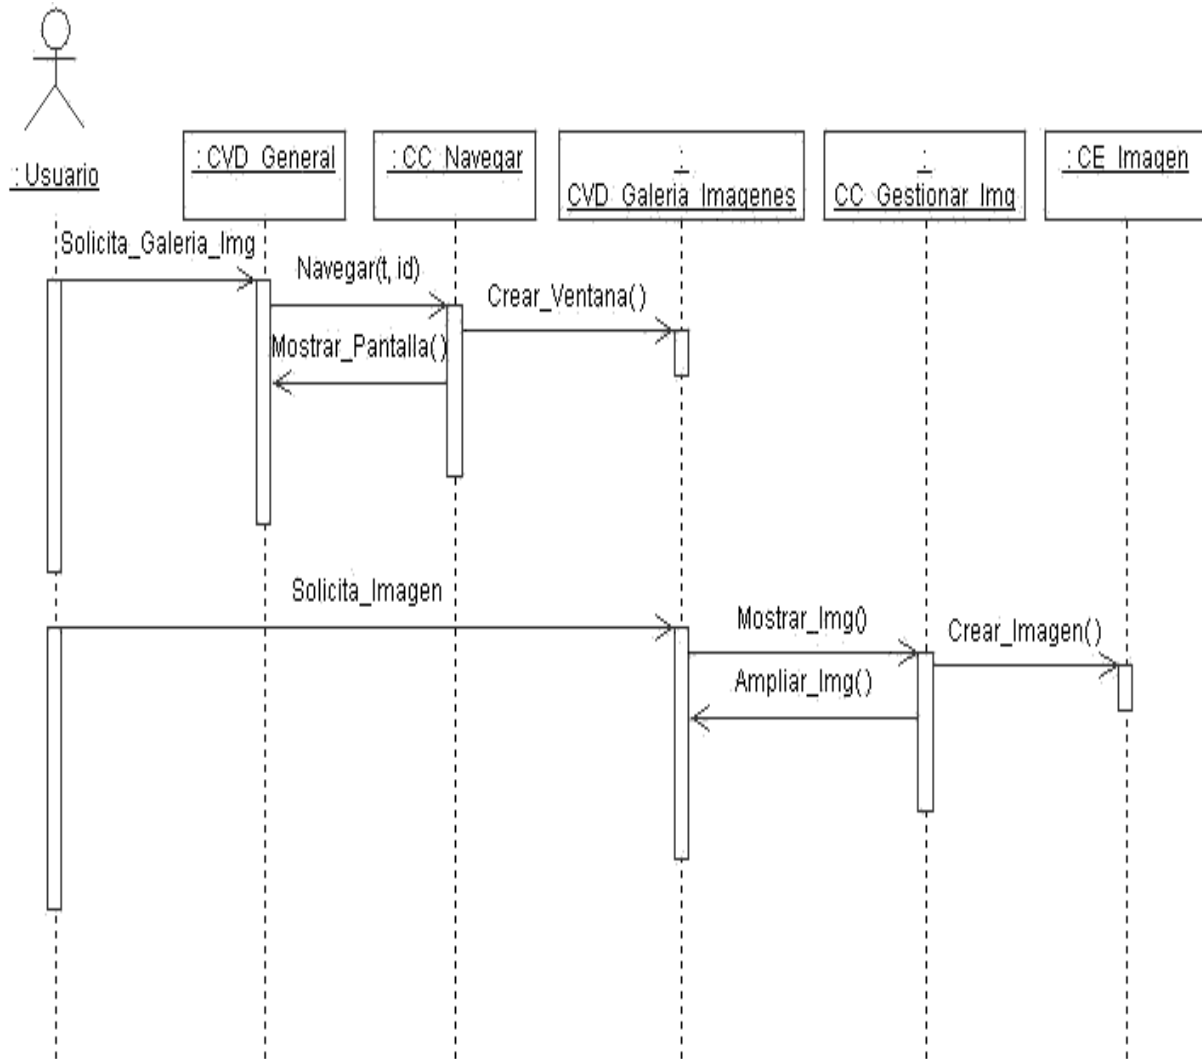 : Usuario
: CVD_General
: CC_Navegar
:
CVD_Galeria_Imagenes
:
CC_Gestionar_Img
: CE_Imagen
Solicita_Galeria_Img
Navegar(t, id)
Crear_Ventana()
Mostrar_Pantalla()
Solicita_Imagen
Mostrar_Img()
Crear_Imagen()
Ampliar_Img()